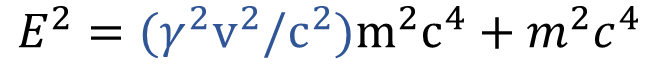 E² = (γ²v²/c²)m²c⁴ + m²c⁴